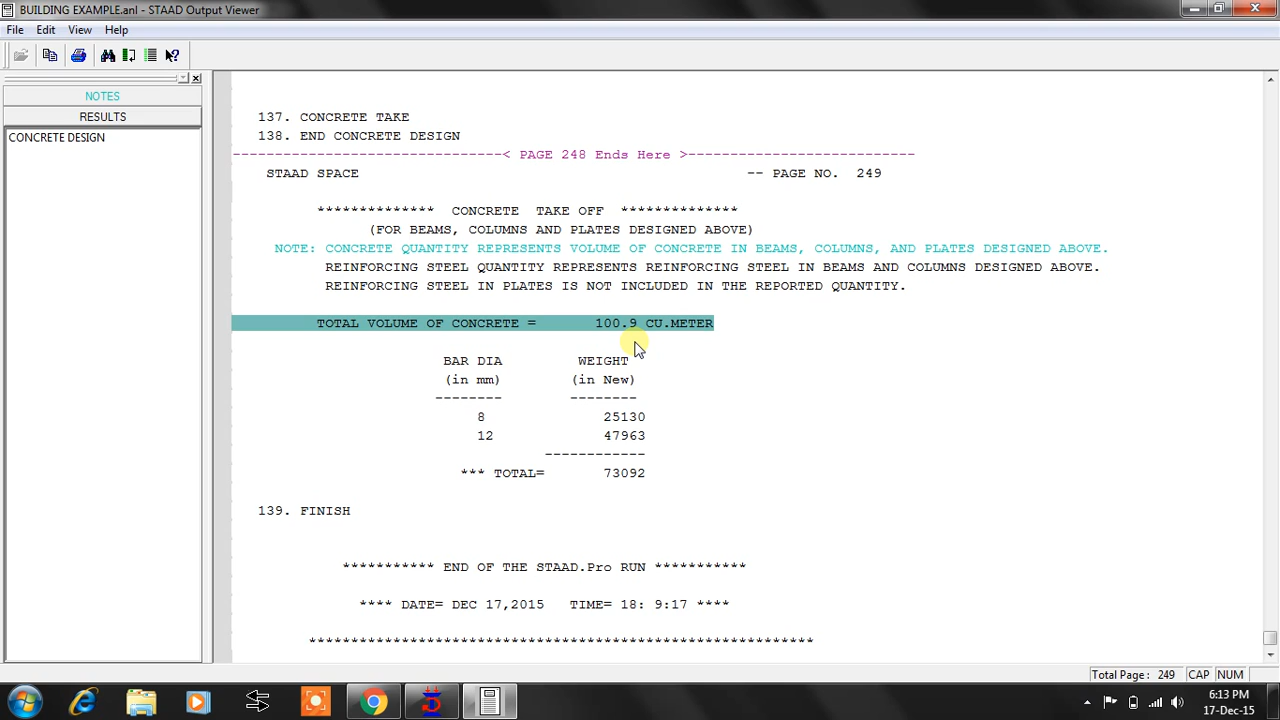 BUILDING EXAMPLE.anl - STAAD Output Viewer
File Edit View Help
NOTES
RESULTS
CONCRETE DESIGN
137. CONCRETE TAKE
138. END CONCRETE DESIGN
------------------------------< PAGE 248 Ends Here >---------------------------
STAAD SPACE -- PAGE NO. 249
************** CONCRETE TAKE OFF **************
(FOR BEAMS, COLUMNS AND PLATES DESIGNED ABOVE)
NOTE: CONCRETE QUANTITY REPRESENTS VOLUME OF CONCRETE IN BEAMS, COLUMNS, AND PLATES DESIGNED ABOVE.
REINFORCING STEEL QUANTITY REPRESENTS REINFORCING STEEL IN BEAMS AND COLUMNS DESIGNED ABOVE.
REINFORCING STEEL IN PLATES IS NOT INCLUDED IN THE REPORTED QUANTITY.
TOTAL VOLUME OF CONCRETE = 100.9 CU.METER
BAR DIA WEIGHT
(in mm) (in New)
-------- --------
8 25130
12 47963
------------
*** TOTAL= 73092
139. FINISH
*********** END OF THE STAAD.Pro RUN ***********
**** DATE= DEC 17,2015 TIME= 18: 9:17 ****
************************************************************
Total Page : 249 CAP NUM
6:13 PM
17-Dec-15